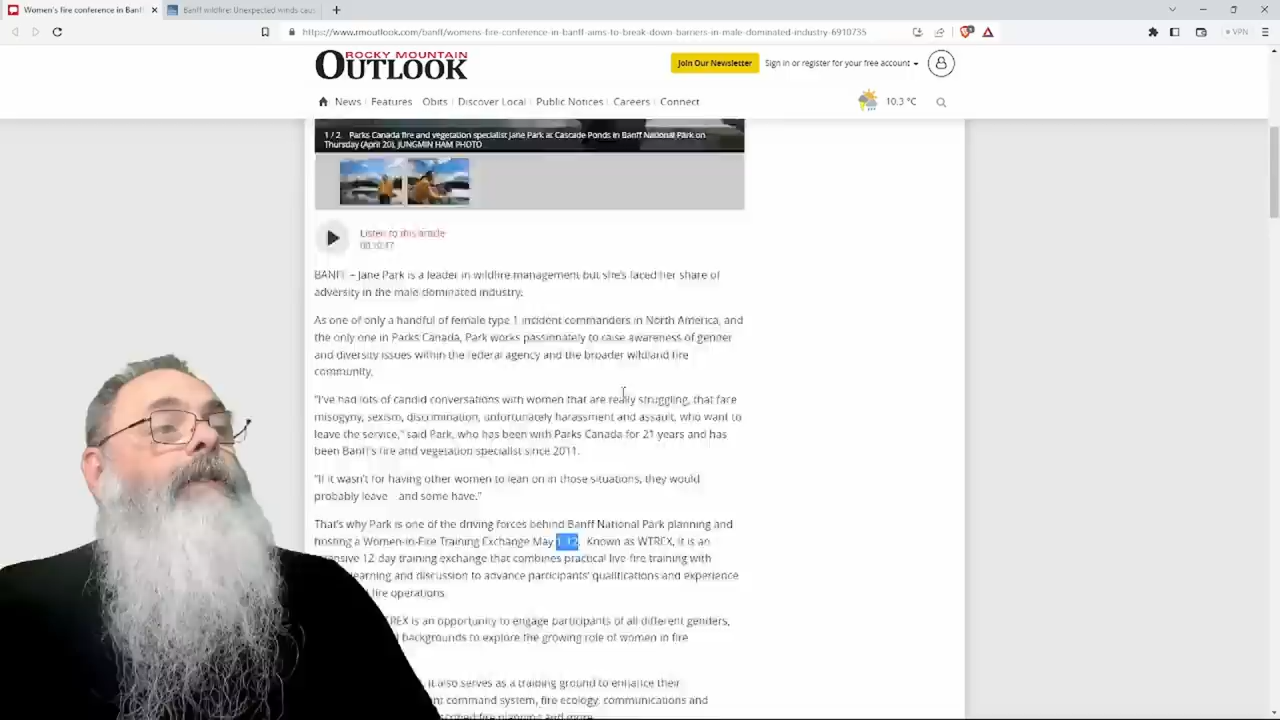 Women's fire conference in Banff
Banff wildfire: Unexpected winds caus
https://www.rmoutlook.com/banff/womens-fire-conference-in-banff-aims-to-break-down-barriers-in-male-dominated-industry-6910735
VPN
ROCKY MOUNTAIN
OUTLOOK
Join Our Newsletter
Sign in or register for your free account
News Features Obits Discover Local Public Notices Careers Connect
10.3 °C
1 / 2 Parks Canada fire and vegetation specialist Jane Park at Cascade Ponds in Banff National Park on
Thursday (April 20). JUNGMIN HAM PHOTO
Listen to this article
BANFF – Jane Park is a leader in wildfire management but she's faced her share of
adversity in the male dominated industry.
As one of only a handful of female type 1 incident commanders in North America, and
the only one in Parks Canada, Park works passionately to raise awareness of gender
and diversity issues within the federal agency and the broader wildland fire
community.
"I've had lots of candid conversations with women that are really struggling, that face
misogyny, sexism, discrimination, unfortunately harassment and assault, who want to
leave the service," said Park, who has been with Parks Canada for 21 years and has
been Banff's fire and vegetation specialist since 2011.
"If it wasn't for having other women to lean on in those situations, they would
probably leave and some have."
That's why Park is one of the driving forces behind Banff National Park planning and
hosting a Women-in-Fire Training Exchange May 1-12. Known as WTREX, it is an
ensive 12-day training exchange that combines practical live-fire training with
learning and discussion to advance participants' qualifications and experience
fire operations.
REX is an opportunity to engage participants of all different genders,
backgrounds to explore the growing role of women in fire
it also serves as a training ground to enhance their
command system, fire ecology, communications and
fire planning and more.